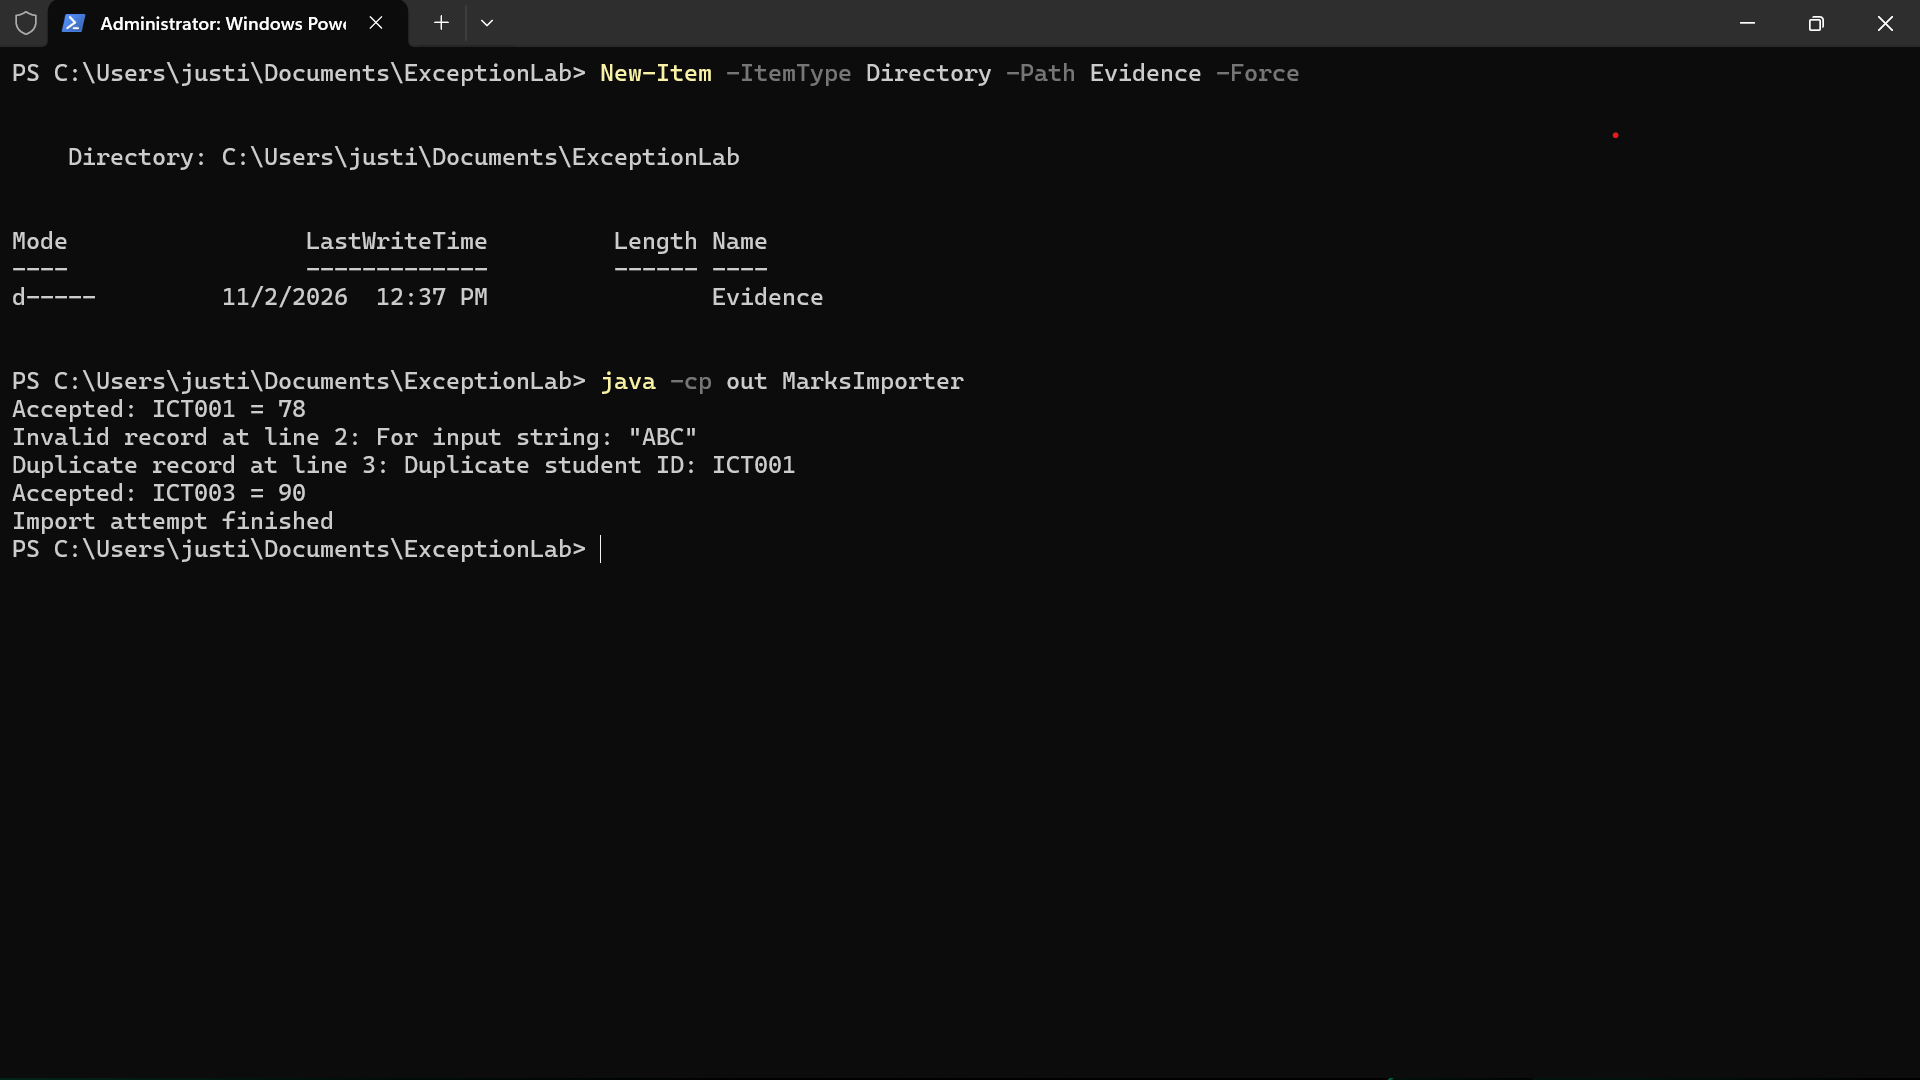 Administrator: Windows Powe
PS C:\Users\justi\Documents\ExceptionLab> New-Item -ItemType Directory -Path Evidence -Force
    Directory: C:\Users\justi\Documents\ExceptionLab
Mode                 LastWriteTime         Length Name
----                 -------------         ------ ----
d-----         11/2/2026  12:37 PM                Evidence
PS C:\Users\justi\Documents\ExceptionLab> java -cp out MarksImporter
Accepted: ICT001 = 78
Invalid record at line 2: For input string: "ABC"
Duplicate record at line 3: Duplicate student ID: ICT001
Accepted: ICT003 = 90
Import attempt finished
PS C:\Users\justi\Documents\ExceptionLab>